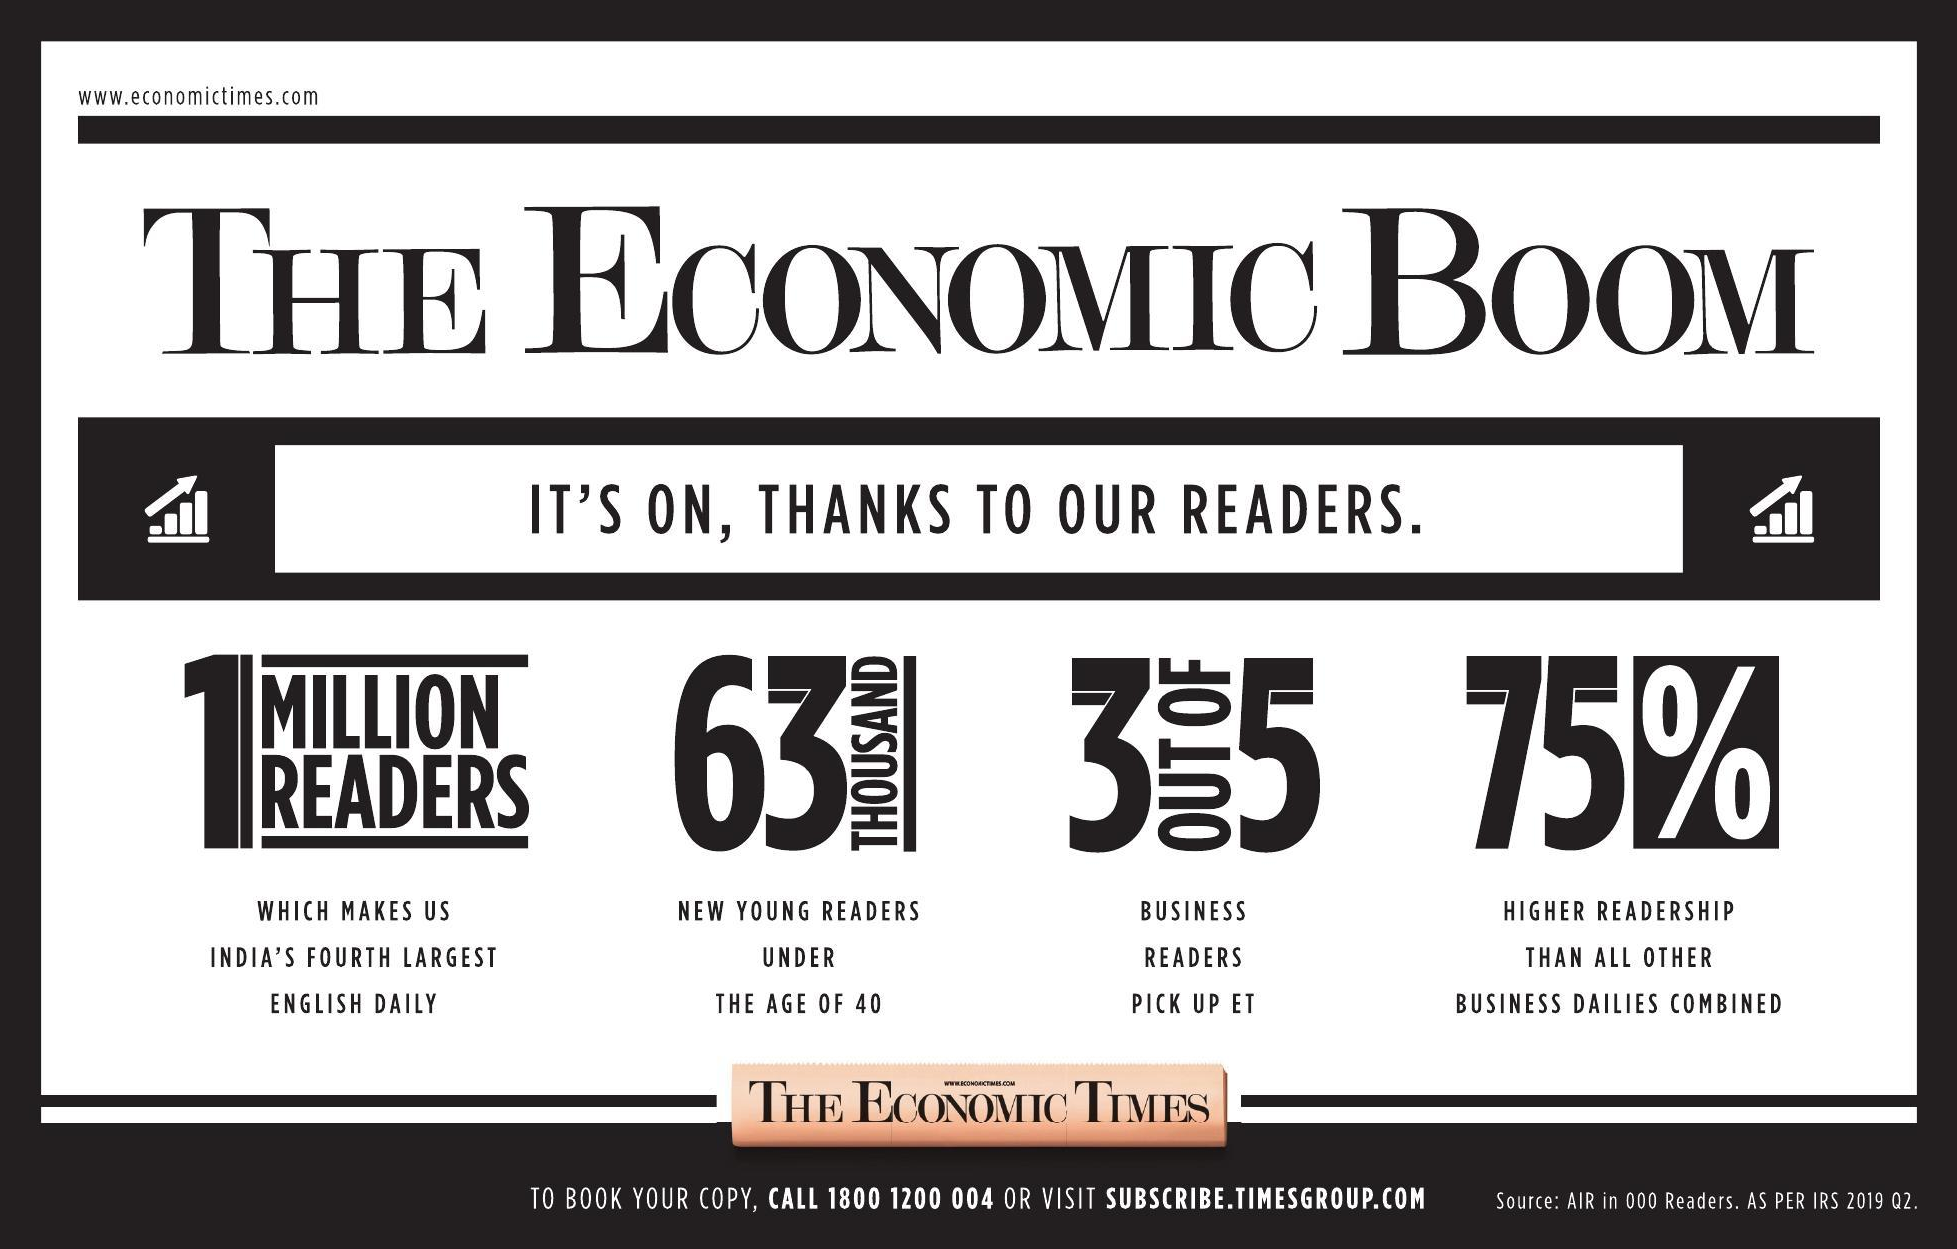 www.economictimes.com
THE ECONOMIC BOOM
IT'S ON, THANKS TO OUR READERS.
1 MILLION
READERS
WHICH MAKES US
INDIA'S FOURTH LARGEST
ENGLISH DAILY
63 THOUSAND
NEW YOUNG READERS
UNDER
THE AGE OF 40
3 OUT OF 5
BUSINESS
READERS
PICK UP ET
75%
HIGHER READERSHIP
THAN ALL OTHER
BUSINESS DAILIES COMBINED
WWW.ECONOMICTIMES.COM
THE ECONOMIC TIMES
TO BOOK YOUR COPY, CALL 1800 1200 004 OR VISIT SUBSCRIBE.TIMESGROUP.COM
Source: AIR in 000 Readers. AS PER IRS 2019 Q2.